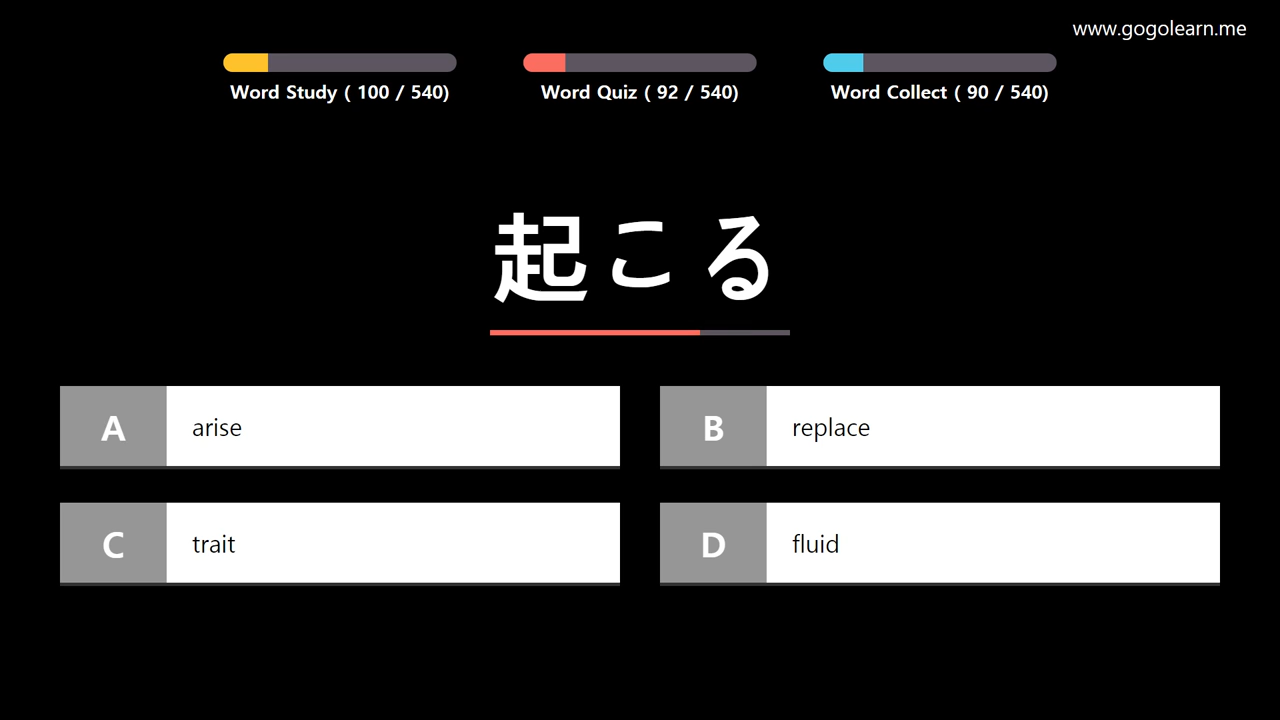 www.gogolearn.me
Word Study ( 100 / 540)
Word Quiz ( 92 / 540)
Word Collect ( 90 / 540)
起こる
A arise
B replace
C trait
D fluid